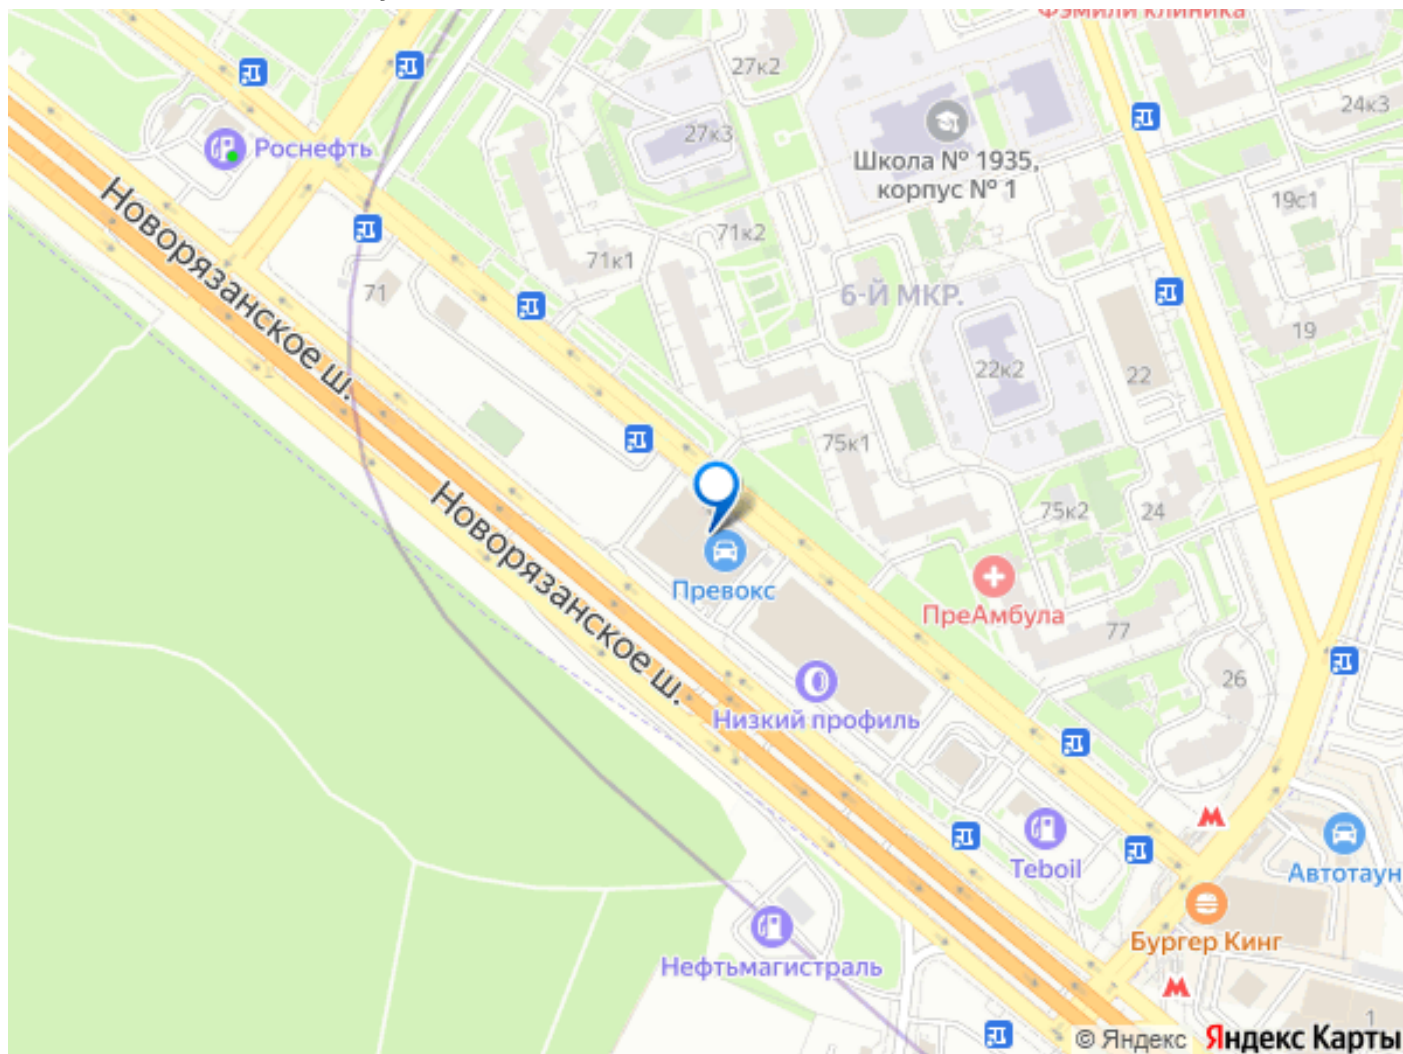 Фэмили клиника
27к2
24к3
Роснефть
27к3
Школа № 1935,
корпус № 1
19с1
71к2
71к1
Новорязанское ш.
71
6-Й МКР.
19
22к2
22
75к1
Новорязанское ш.
75к2
24
Превокс
ПреАмбула
77
26
Низкий профиль
М
Teboil
Автотаун
Бургер Кинг
Нефтьмагистраль
М
1
© Яндекс Яндекс Карты